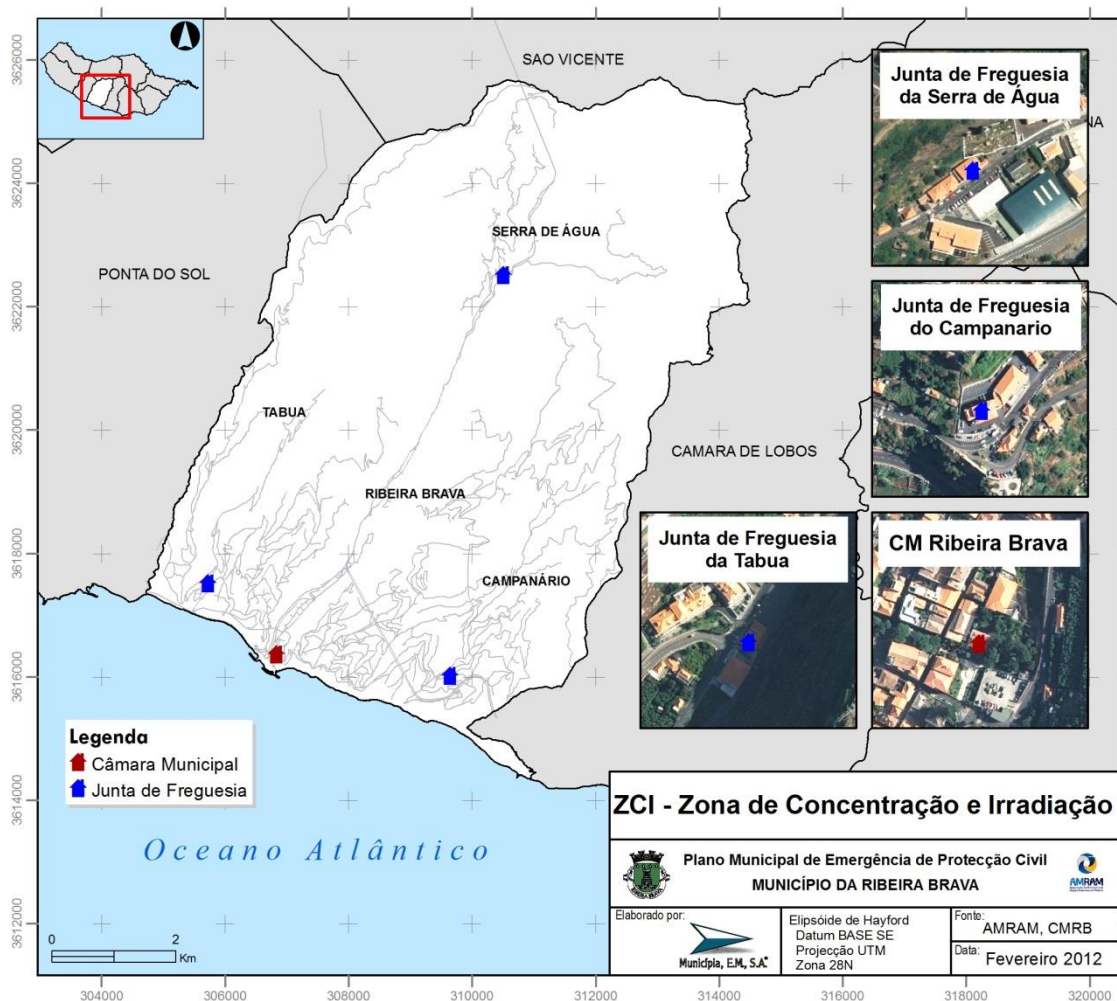 SAO VICENTE
PONTA DO SOL
SERRA DE ÁGUA
TABUA
RIBEIRA BRAVA
CAMPANÁRIO
CAMARA DE LOBOS
NA
Junta de Freguesia
da Serra de Água
Junta de Freguesia
do Campanario
Junta de Freguesia
da Tabua
CM Ribeira Brava
Legenda
Câmara Municipal
Junta de Freguesia
Oceano Atlântico
0 2
Km
ZCI - Zona de Concentração e Irradiação
Plano Municipal de Emergência de Protecção Civil
MUNICÍPIO DA RIBEIRA BRAVA
AMRAM
Elaborado por:
Municípia, E.M., S.A.
Elipsóide de Hayford
Datum BASE SE
Projecção UTM
Zona 28N
Fonte:
AMRAM, CMRB
Data: Fevereiro 2012
3626000
3624000
3622000
3620000
3618000
3616000
3614000
3612000
304000 306000 308000 310000 312000 314000 316000 318000 320000